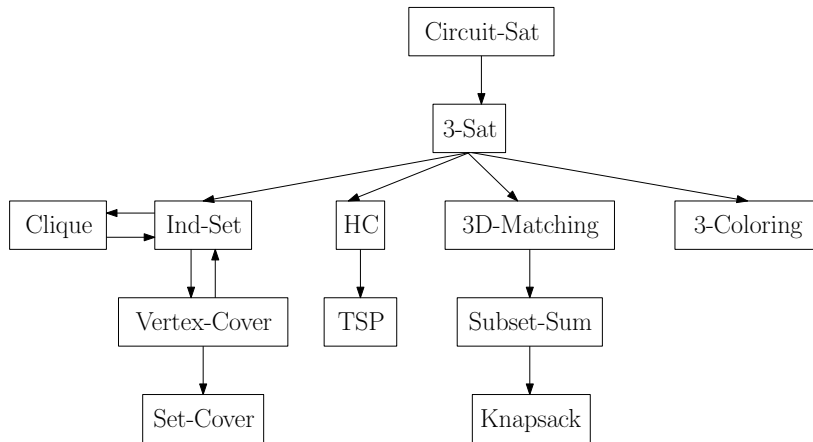 Circuit-Sat
3-Sat
Clique
Ind-Set
HC
3D-Matching
3-Coloring
Vertex-Cover
TSP
Subset-Sum
Set-Cover
Knapsack